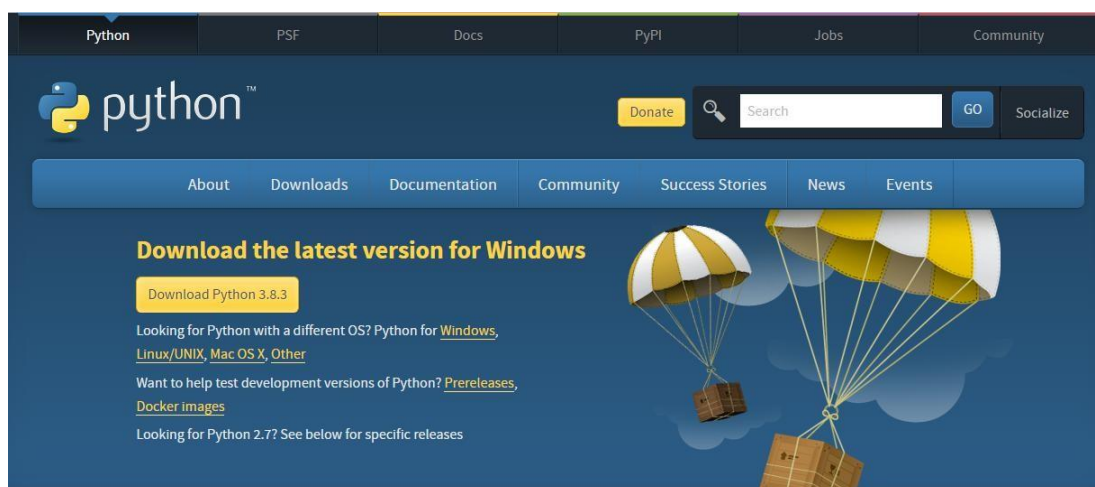 Python PSF Docs PyPI Jobs Community
python™
Donate Search GO Socialize
About Downloads Documentation Community Success Stories News Events
Download the latest version for Windows
Download Python 3.8.3
Looking for Python with a different OS? Python for Windows,
Linux/UNIX, Mac OS X, Other
Want to help test development versions of Python? Prereleases,
Docker images
Looking for Python 2.7? See below for specific releases